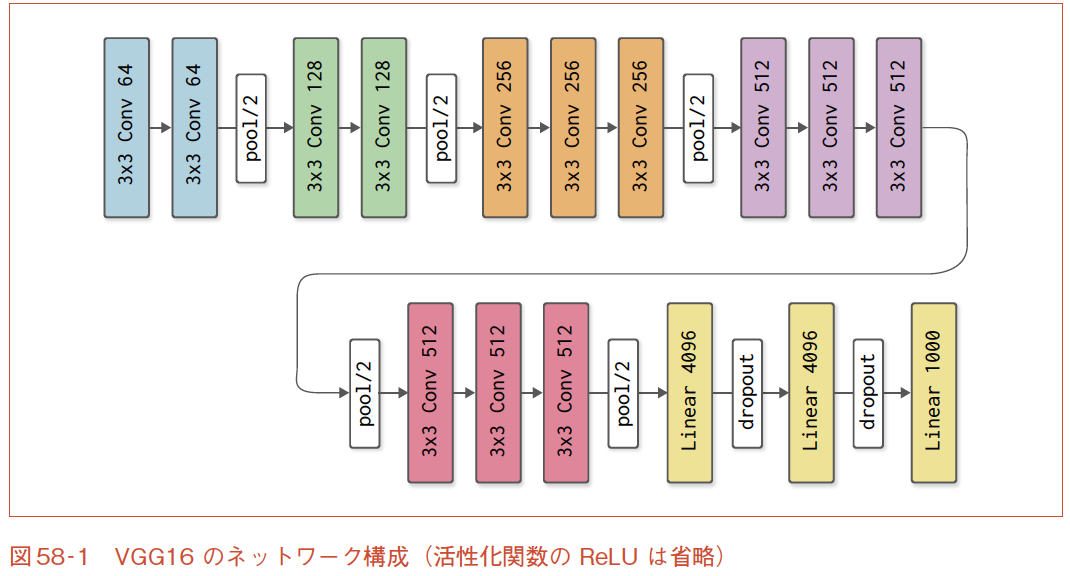 3x3 Conv 64
3x3 Conv 64
pool/2
3x3 Conv 128
3x3 Conv 128
pool/2
3x3 Conv 256
3x3 Conv 256
3x3 Conv 256
pool/2
3x3 Conv 512
3x3 Conv 512
3x3 Conv 512
pool/2
3x3 Conv 512
3x3 Conv 512
3x3 Conv 512
pool/2
Linear 4096
dropout
Linear 4096
dropout
Linear 1000
図58-1 VGG16 のネットワーク構成（活性化関数の ReLU は省略）